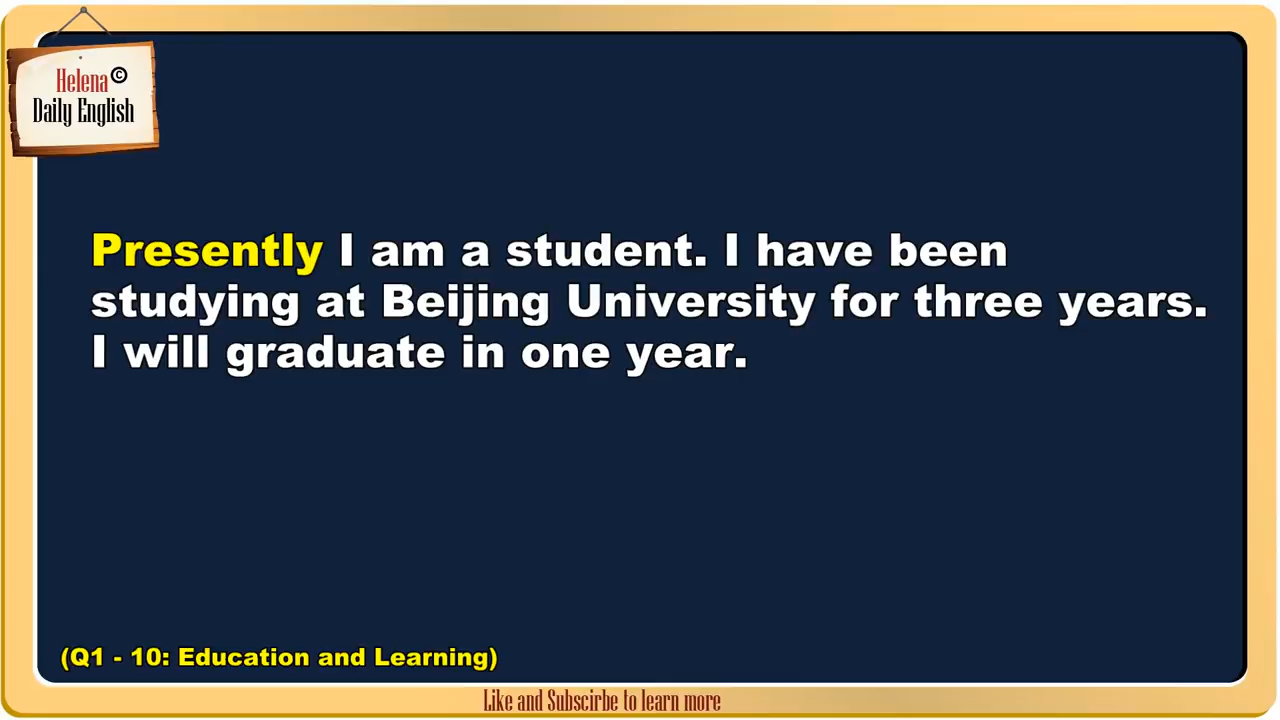 Helena©
Daily English
Presently I am a student. I have been
studying at Beijing University for three years.
I will graduate in one year.
(Q1 - 10: Education and Learning)
Like and Subscirbe to learn more